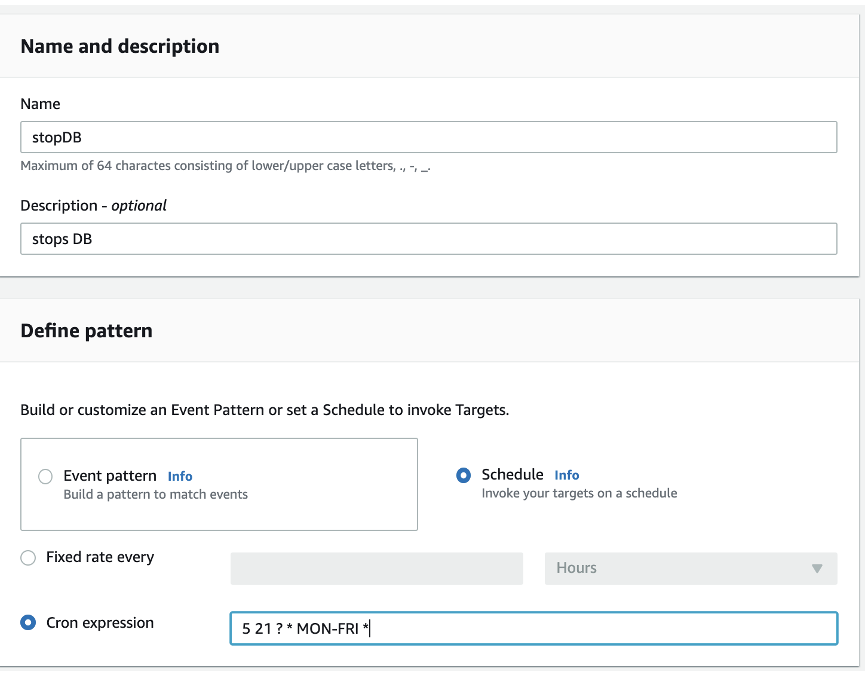 Name and description
Name
stopDB
Maximum of 64 charactes consisting of lower/upper case letters, ., -, _.
Description - optional
stops DB
Define pattern
Build or customize an Event Pattern or set a Schedule to invoke Targets.
Event pattern Info
Build a pattern to match events
Schedule Info
Invoke your targets on a schedule
Fixed rate every
Hours
Cron expression
5 21 ? * MON-FRI *